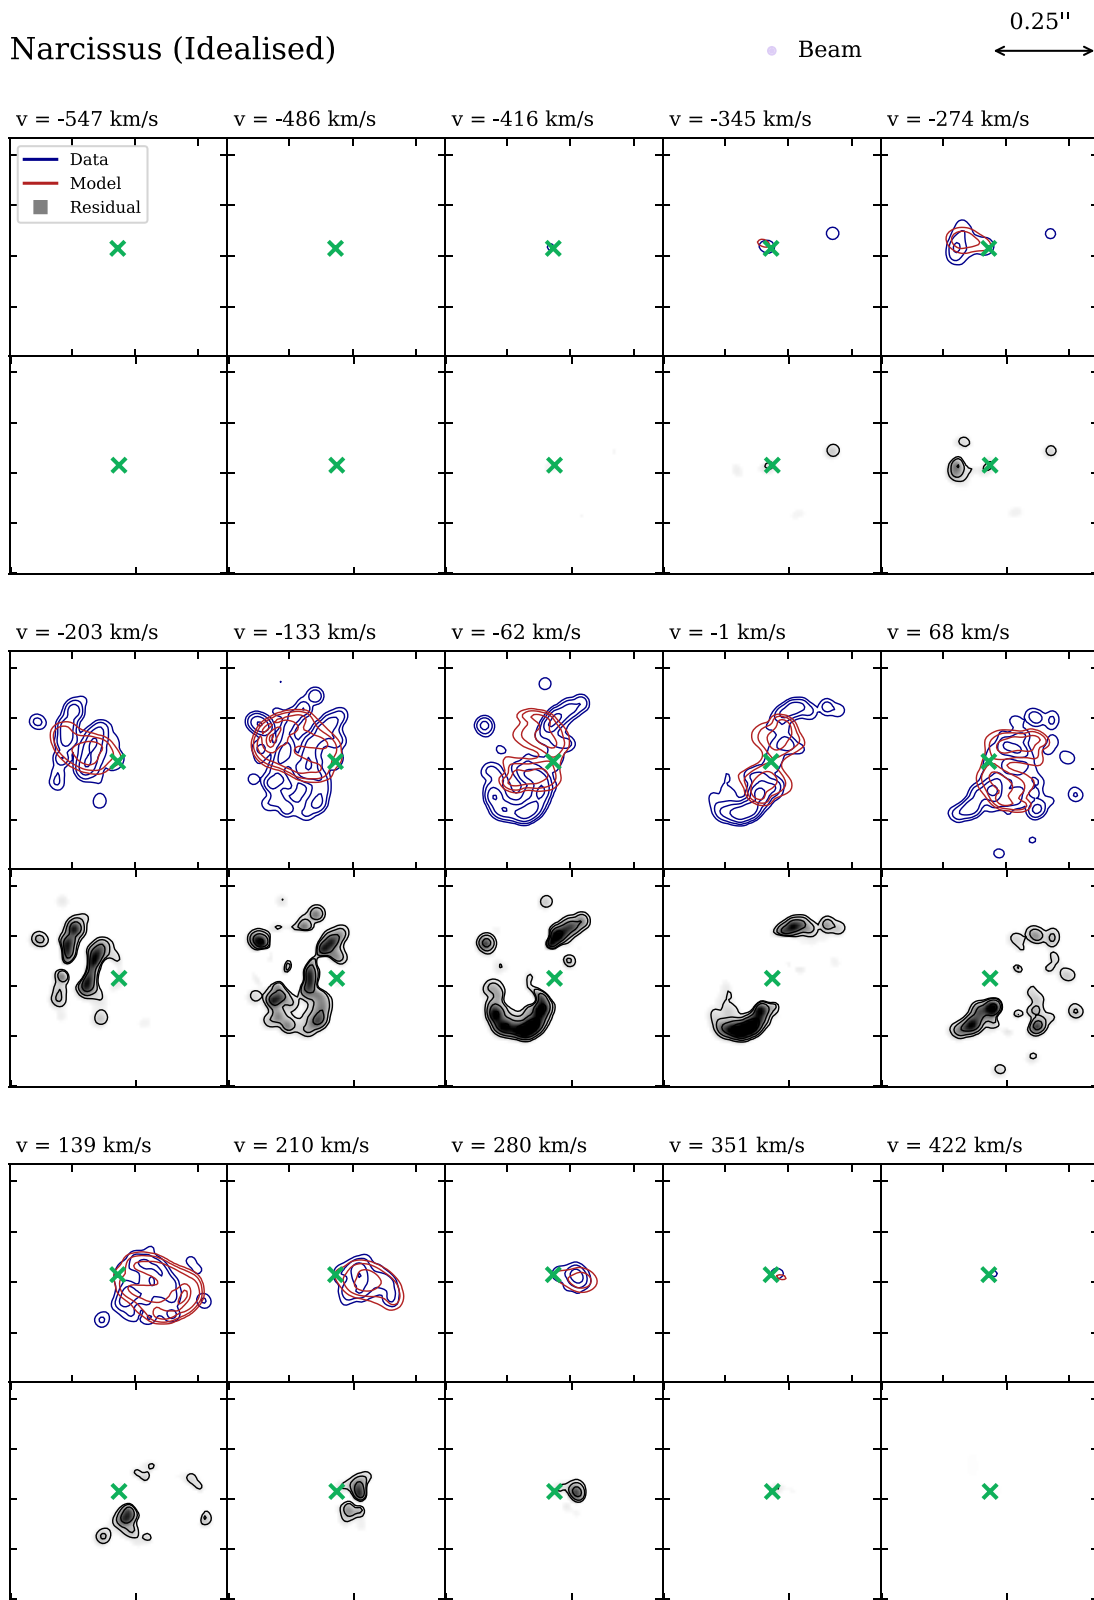 0.25''
Narcissus (Idealised)
Beam
v = -547 km/s
v = -486 km/s
v = -416 km/s
v = -345 km/s
v = -274 km/s
Data
Model
Residual
v = -203 km/s
v = -133 km/s
v = -62 km/s
v = -1 km/s
v = 68 km/s
v = 139 km/s
v = 210 km/s
v = 280 km/s
v = 351 km/s
v = 422 km/s